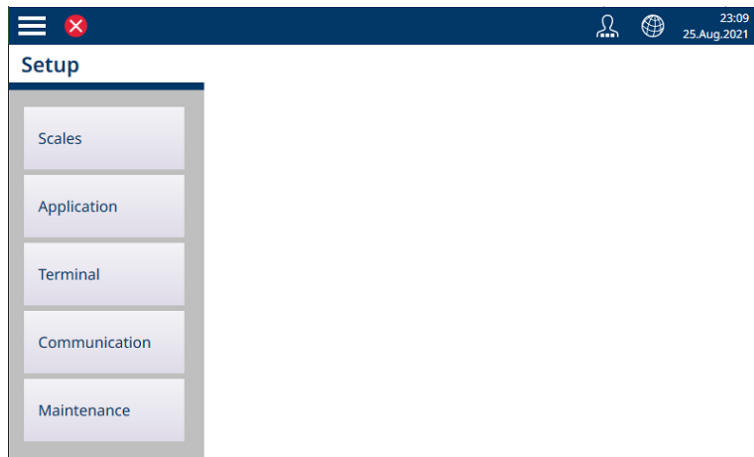 23:09
25.Aug.2021
Setup
Scales
Application
Terminal
Communication
Maintenance